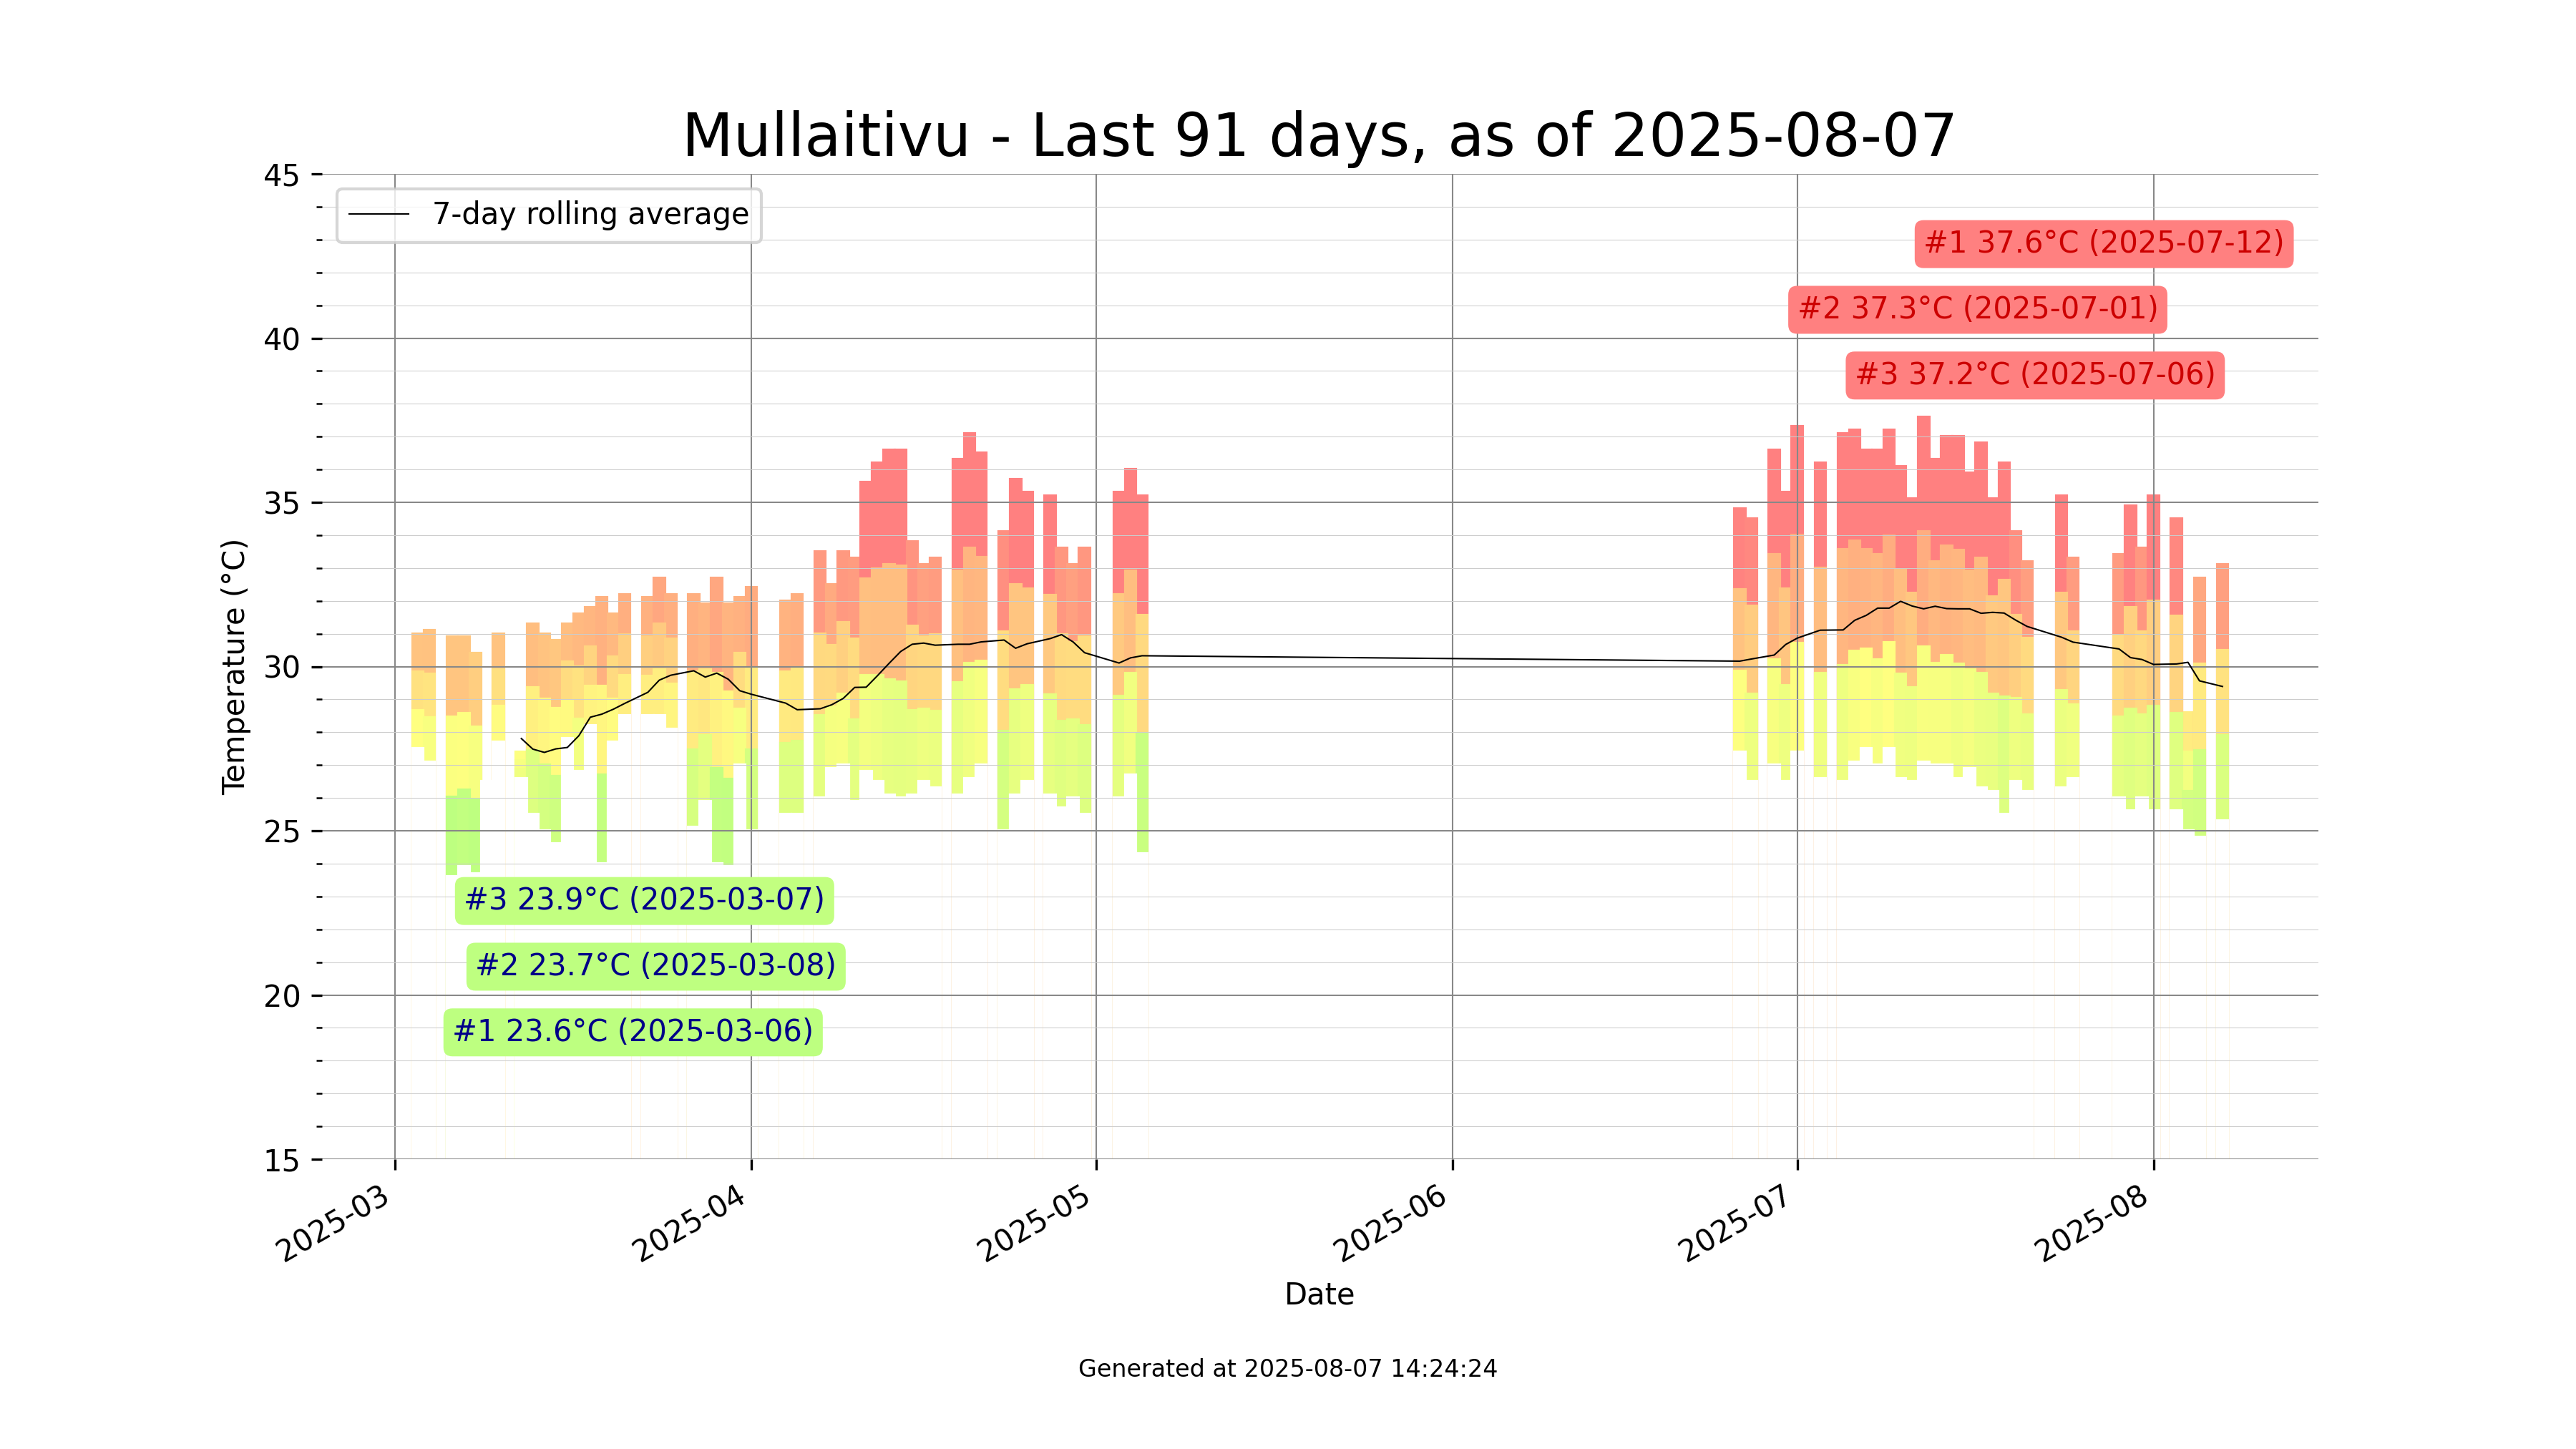 Mullaitivu - Last 91 days, as of 2025-08-07
45
7-day rolling average
#1 37.6°C (2025-07-12)
#2 37.3°C (2025-07-01)
40
#3 37.2°C (2025-07-06)
35
Temperature (°C)
30
25
#3 23.9°C (2025-03-07)
#2 23.7°C (2025-03-08)
20
#1 23.6°C (2025-03-06)
15
2025-03
2025-04
2025-05
2025-06
2025-07
2025-08
Date
Generated at 2025-08-07 14:24:24